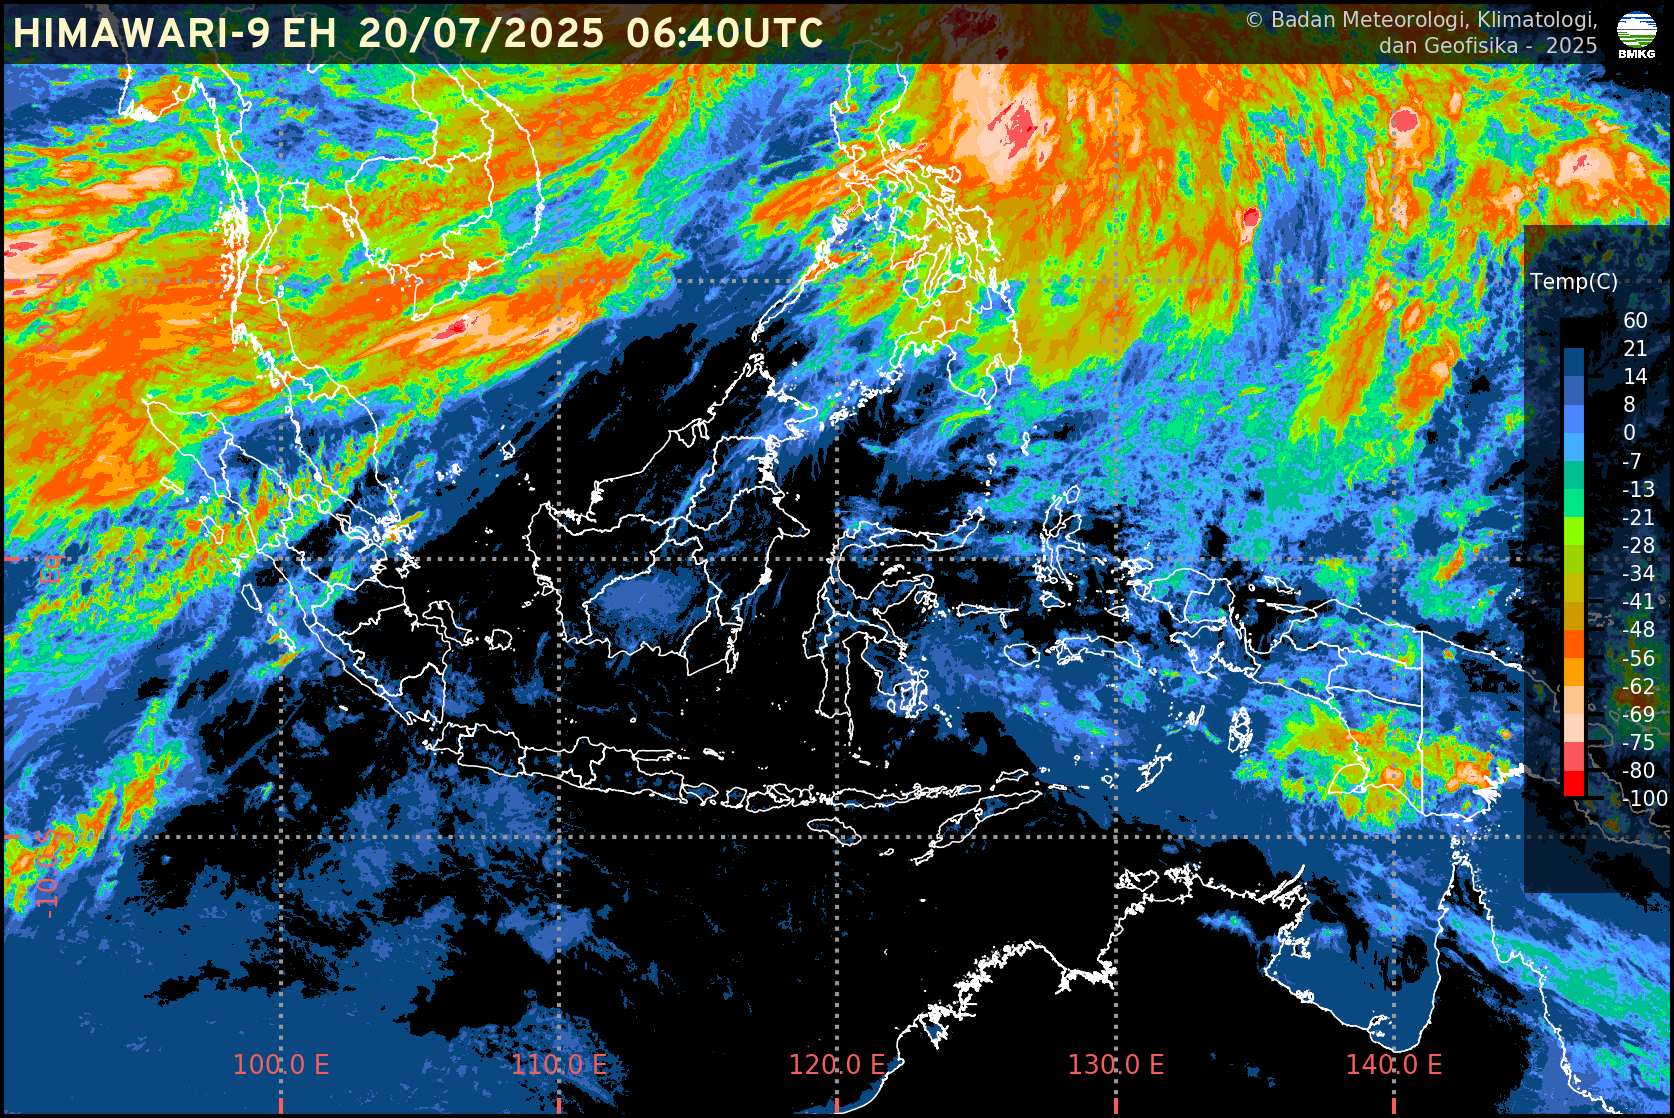 HIMAWARI-9 EH 20/07/2025 06:40UTC
© Badan Meteorologi, Klimatologi,
dan Geofisika - 2025
BMKG
Temp(C)
60
21
14
8
0
-7
-13
-21
-28
-34
-41
-48
-56
-62
-69
-75
-80
-100
Eq
-10.0 S
100.0 E
110.0 E
120.0 E
130.0 E
140.0 E